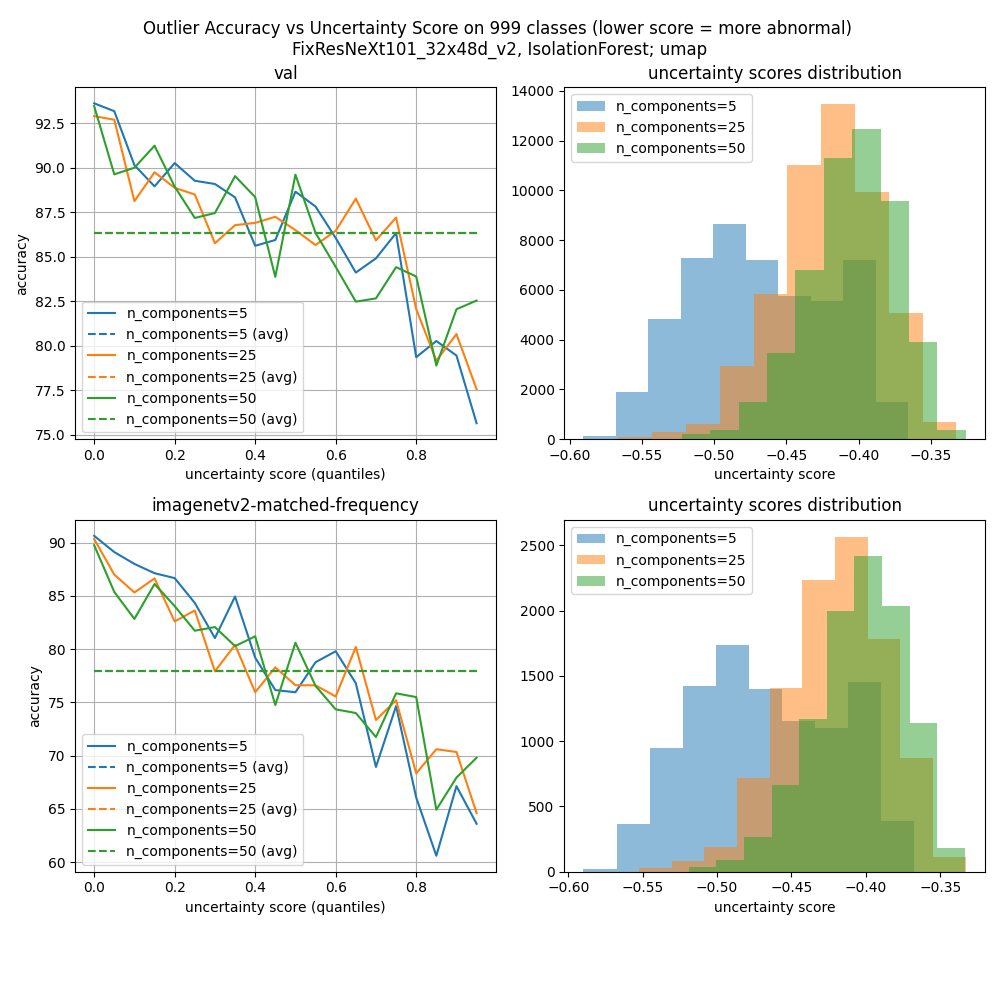 Outlier Accuracy vs Uncertainty Score on 999 classes (lower score = more abnormal)
FixResNeXt101_32x48d_v2, IsolationForest; umap
val
92.5
90.0
87.5
85.0
82.5
80.0
77.5
75.0
accuracy
n_components=5
n_components=5 (avg)
n_components=25
n_components=25 (avg)
n_components=50
n_components=50 (avg)
0.0 0.2 0.4 0.6 0.8
uncertainty score (quantiles)
uncertainty scores distribution
14000
12000
10000
8000
6000
4000
2000
0
n_components=5
n_components=25
n_components=50
−0.60 −0.55 −0.50 −0.45 −0.40 −0.35
uncertainty score
imagenetv2-matched-frequency
90
85
80
75
70
65
60
accuracy
n_components=5
n_components=5 (avg)
n_components=25
n_components=25 (avg)
n_components=50
n_components=50 (avg)
0.0 0.2 0.4 0.6 0.8
uncertainty score (quantiles)
uncertainty scores distribution
2500
2000
1500
1000
500
0
n_components=5
n_components=25
n_components=50
−0.60 −0.55 −0.50 −0.45 −0.40 −0.35
uncertainty score